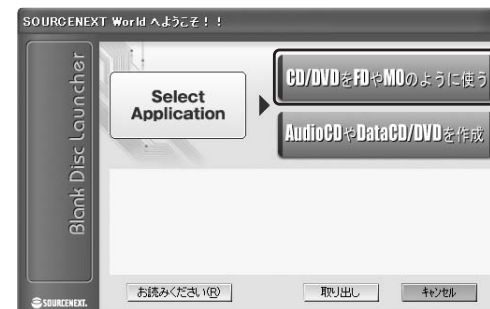 SOURCENEXT World へようこそ！！
Blank Disc Launcher
Select
Application
CD/DVDをFDやMOのように使う
AudioCDやDataCD/DVDを作成
お読みください(R)
取り出し
キャンセル
SOURCENEXT.